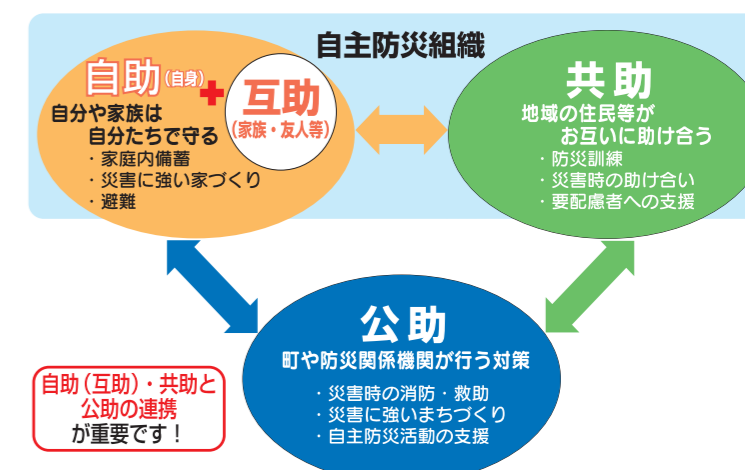 自主防災組織
自助(自身)
+
互助
(家族・友人等)
自分や家族は
自分たちで守る
・家庭内備蓄
・災害に強い家づくり
・避難
共助
地域の住民等が
お互いに助け合う
・防災訓練
・災害時の助け合い
・要配慮者への支援
公助
町や防災関係機関が行う対策
・災害時の消防・救助
・災害に強いまちづくり
・自主防災活動の支援
自助(互助)・共助と
公助の連携
が重要です!